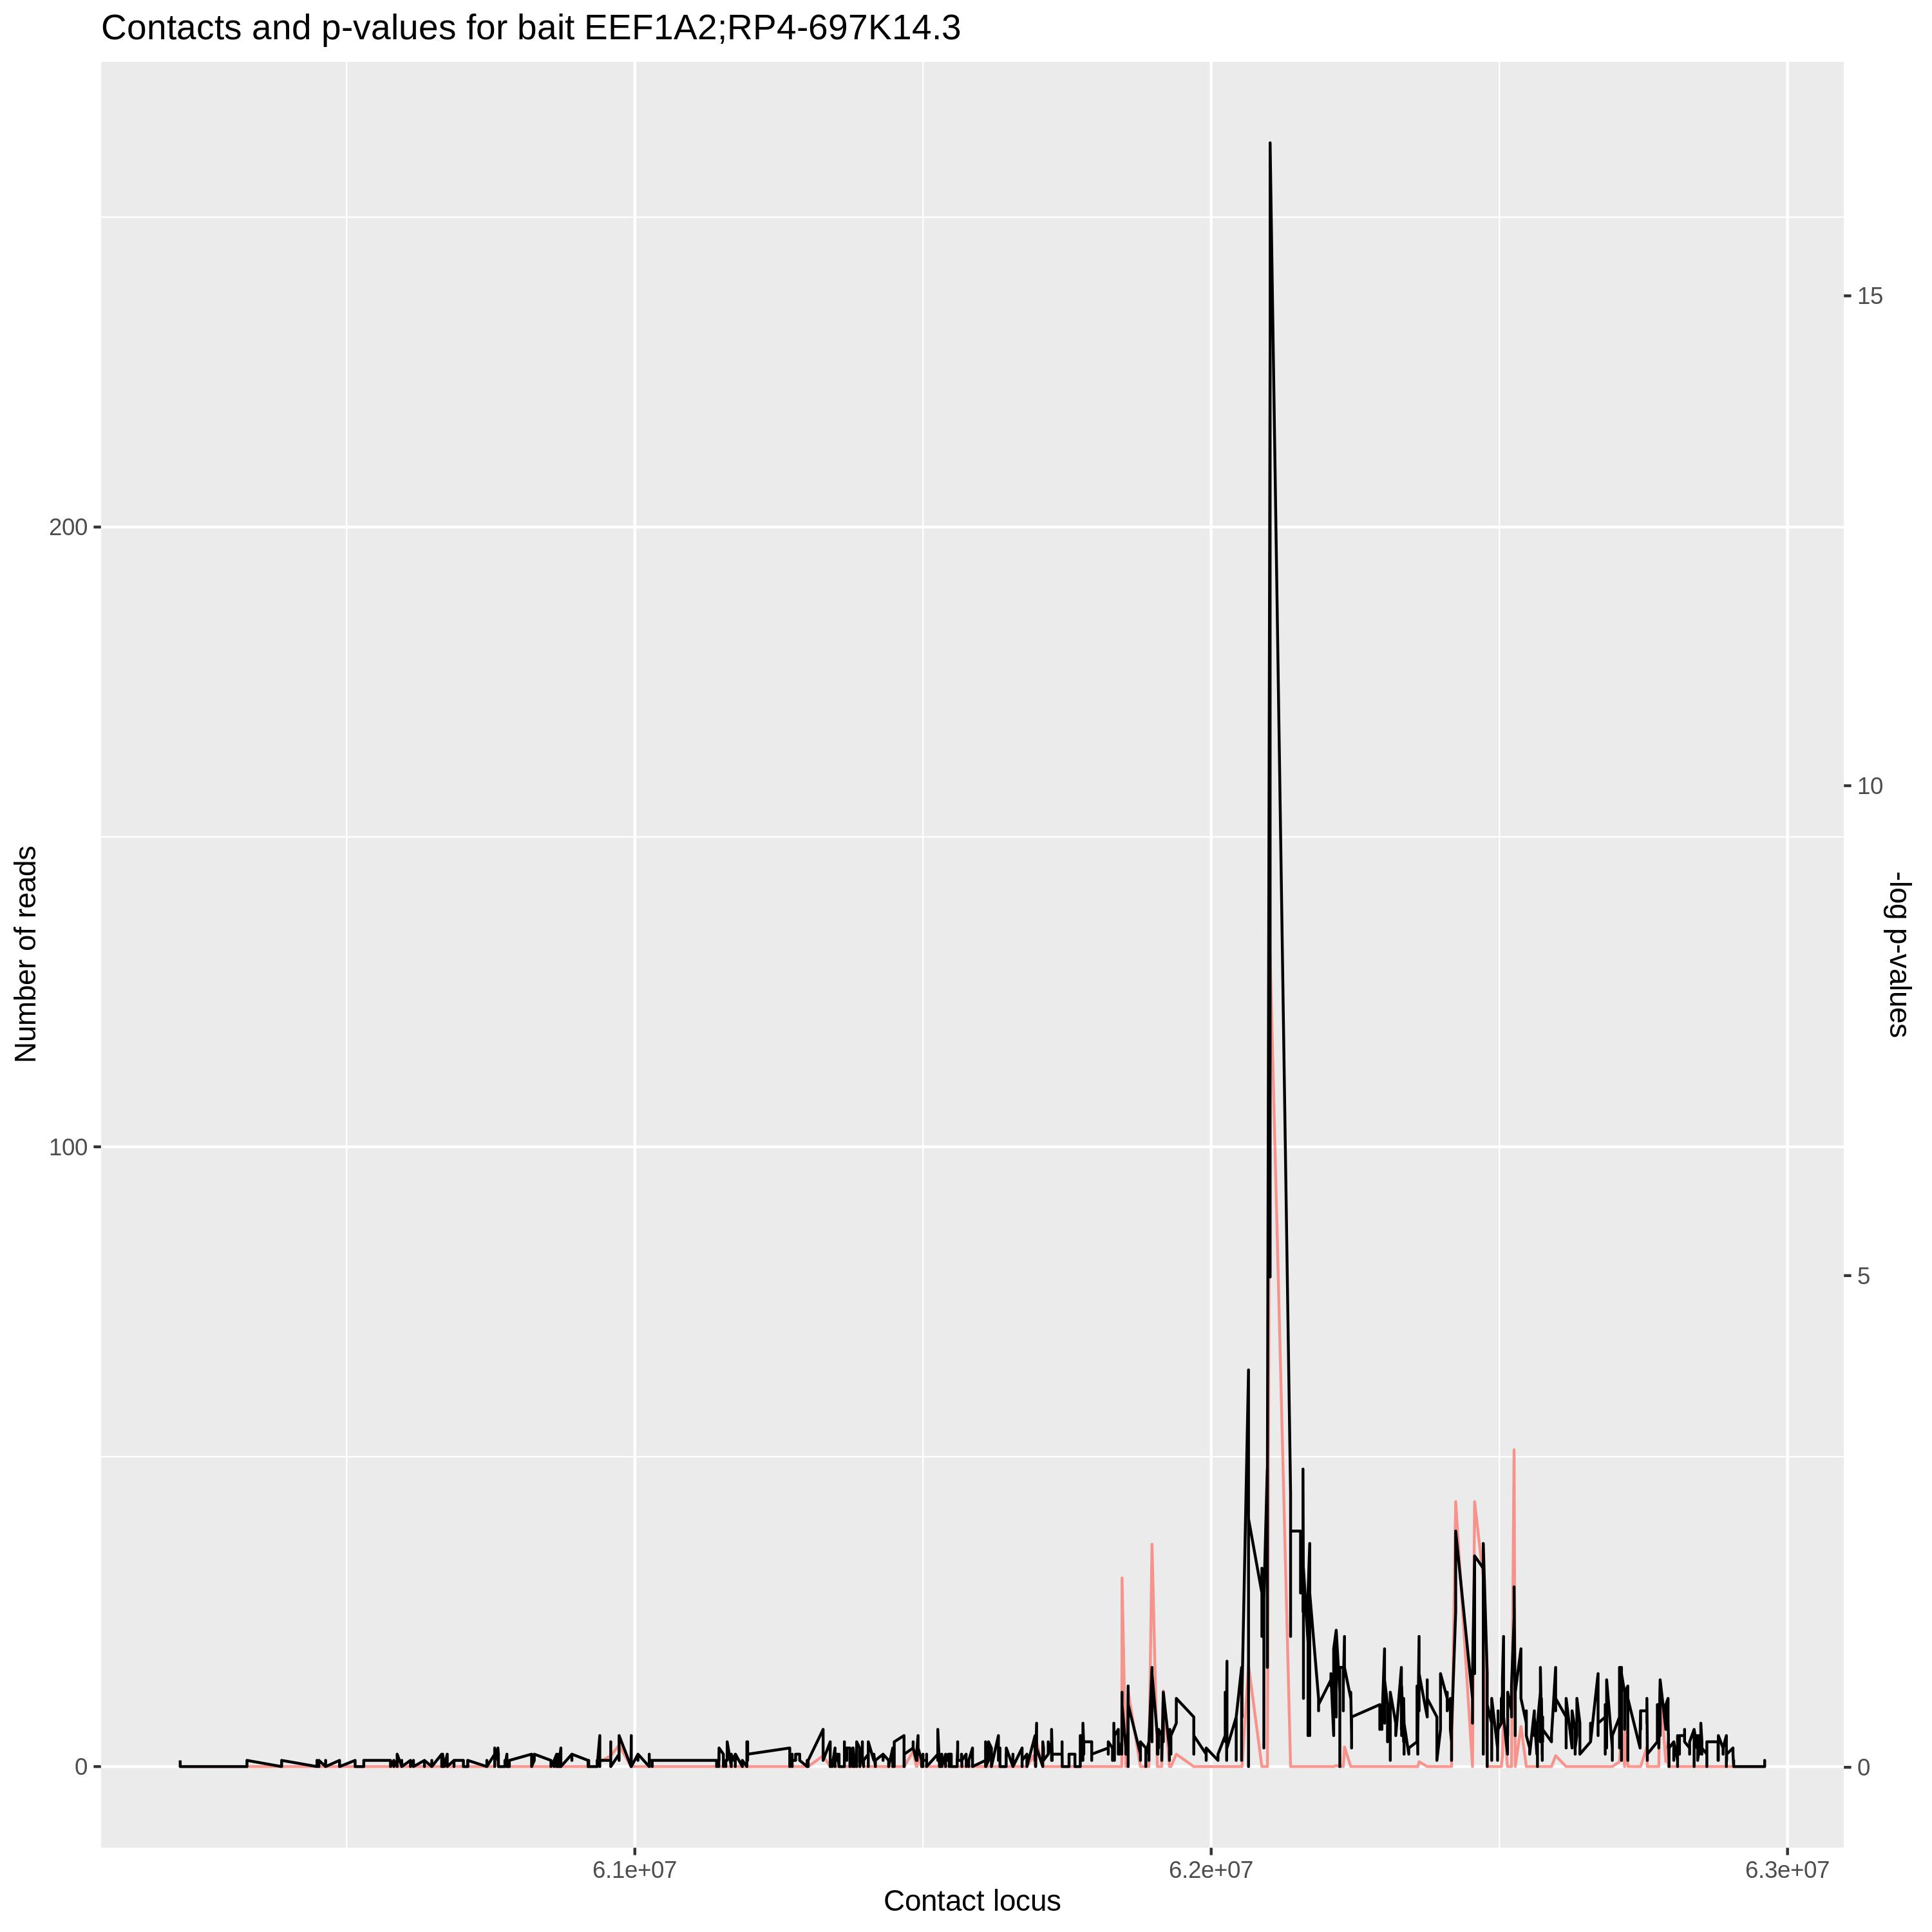 Contacts and p-values for bait EEF1A2;RP4-697K14.3
Number of reads
200
100
0
15
10
5
0
-log p-values
6.1e+07
6.2e+07
6.3e+07
Contact locus